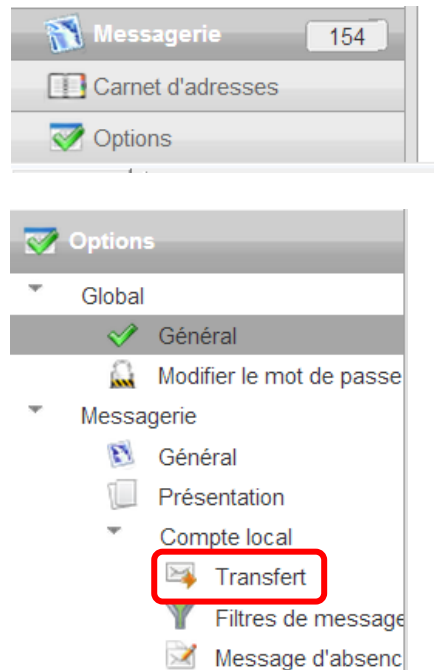 Messagerie 154
Carnet d'adresses
Options
Options
Global
Général
Modifier le mot de passe
Messagerie
Général
Présentation
Compte local
Transfert
Filtres de message
Message d'absenc